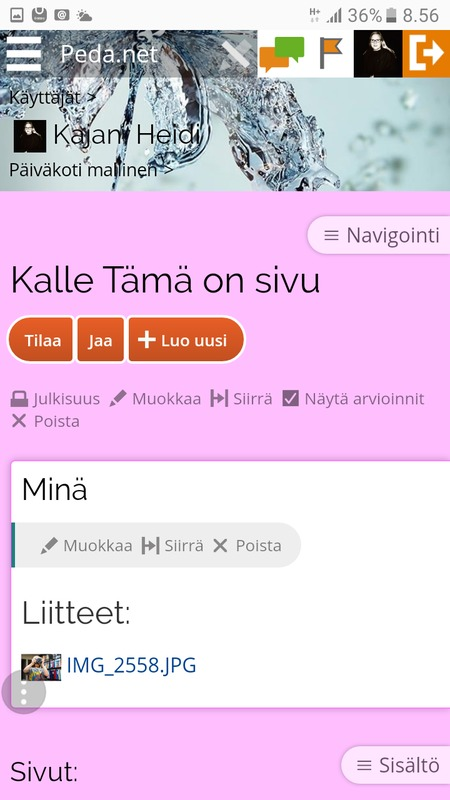 H+ 36% 8.56
Peda.net
Käyttäjät >
Kajani Heidi
Päiväkoti mallinen >
Navigointi
Kalle Tämä on sivu
Tilaa Jaa Luo uusi
Julkisuus Muokkaa Siirrä Näytä arvioinnit
Poista
Minä
Muokkaa Siirrä Poista
Liitteet:
IMG_2558.JPG
Sivut:
Sisältö